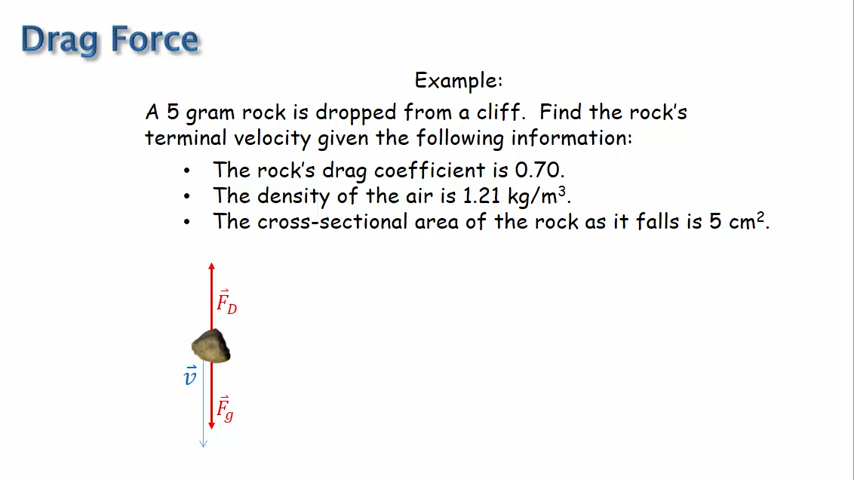 Drag Force
Example:
A 5 gram rock is dropped from a cliff.  Find the rock's
terminal velocity given the following information:
• The rock's drag coefficient is 0.70.
• The density of the air is 1.21 kg/m³.
• The cross-sectional area of the rock as it falls is 5 cm².
F⃗_D
v⃗
F⃗_g